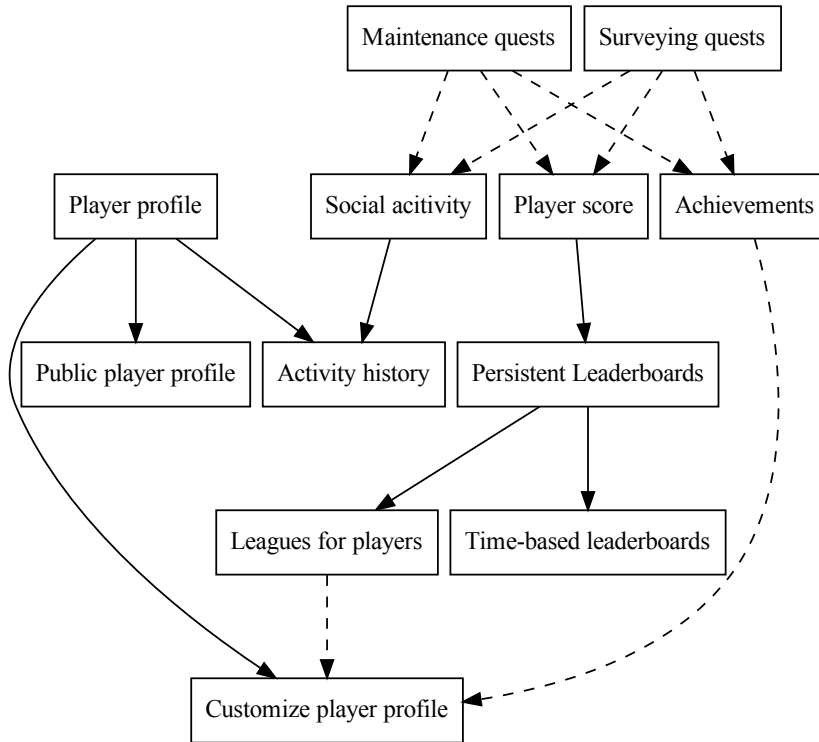 Maintenance quests
Surveying quests
Player profile
Social acitivity
Player score
Achievements
Public player profile
Activity history
Persistent Leaderboards
Leagues for players
Time-based leaderboards
Customize player profile